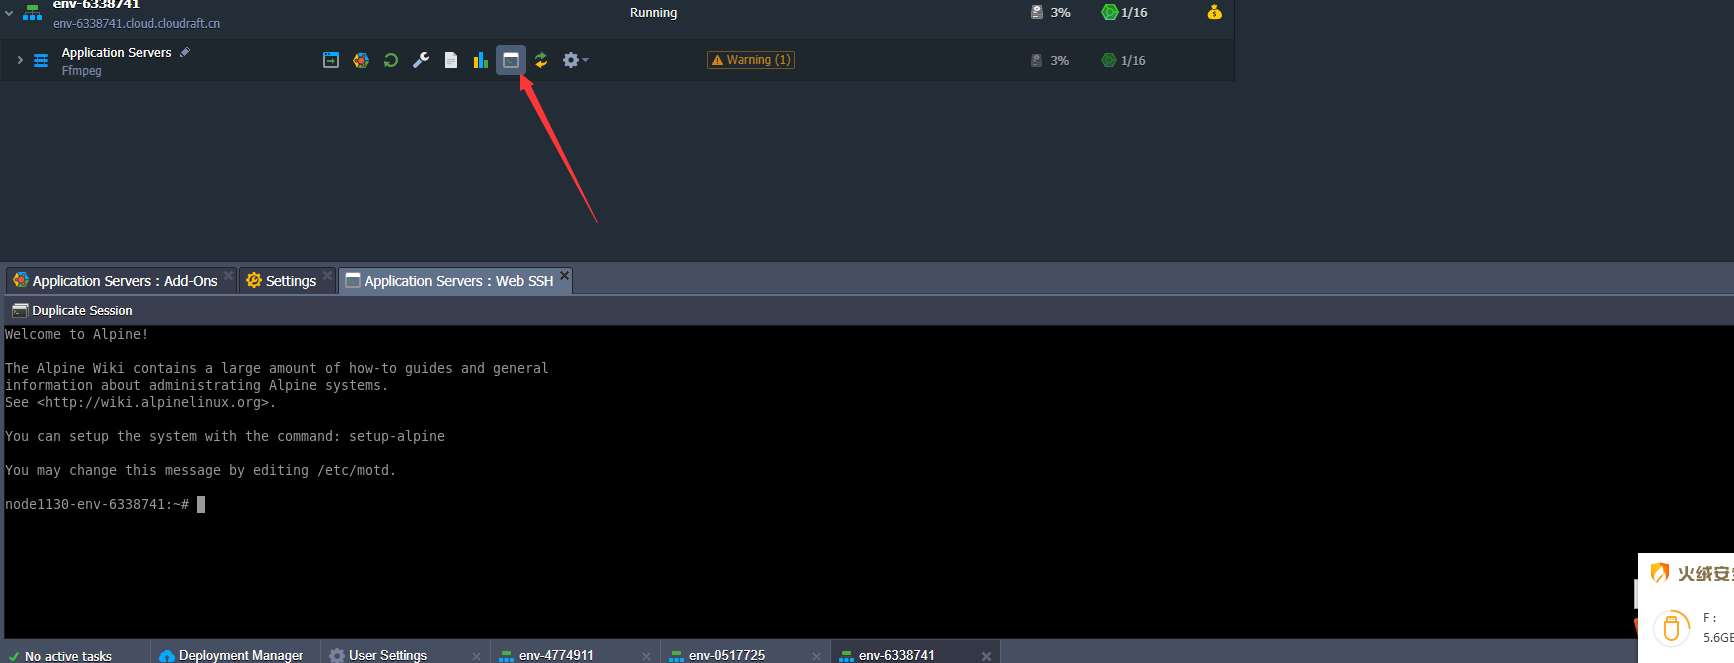 env-6338741
env-6338741.cloud.cloudraft.cn
Running
3%
1/16
Application Servers
Ffmpeg
Warning (1)
3%
1/16
Application Servers : Add-Ons
Settings
Application Servers : Web SSH
Duplicate Session
Welcome to Alpine!
The Alpine Wiki contains a large amount of how-to guides and general
information about administrating Alpine systems.
See <http://wiki.alpinelinux.org>.
You can setup the system with the command: setup-alpine
You may change this message by editing /etc/motd.
node1130-env-6338741:~#
火绒安
F :
5.6GB
No active tasks
Deployment Manager
User Settings
env-4774911
env-0517725
env-6338741